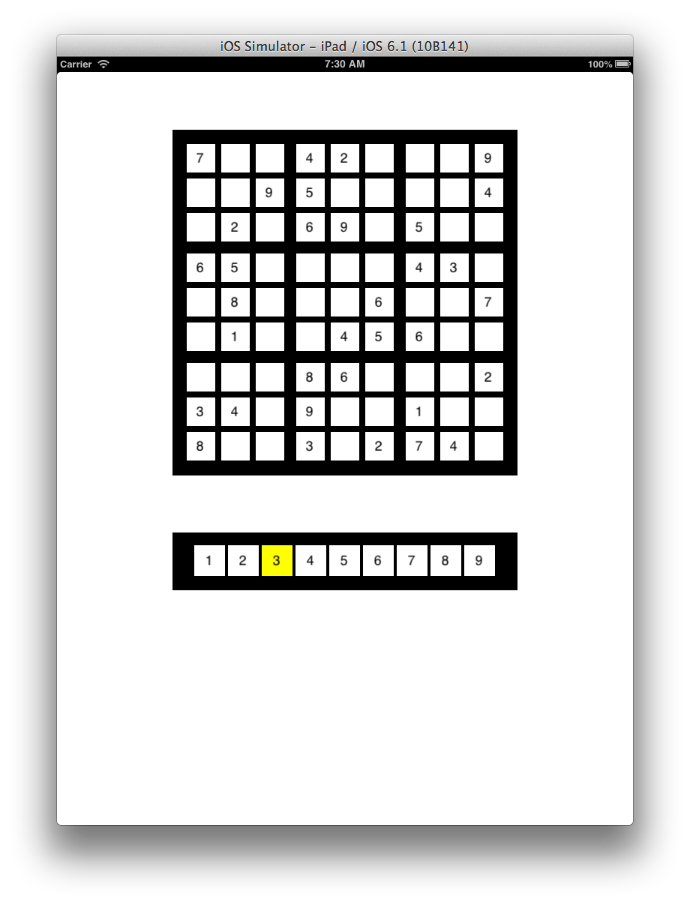 iOS Simulator – iPad / iOS 6.1 (10B141)
Carrier 7:30 AM 100%
7 4 2 9
9 5 4
2 6 9 5
6 5 4 3
8 6 7
1 4 5 6
8 6 2
3 4 9 1
8 3 2 7 4
1 2 3 4 5 6 7 8 9